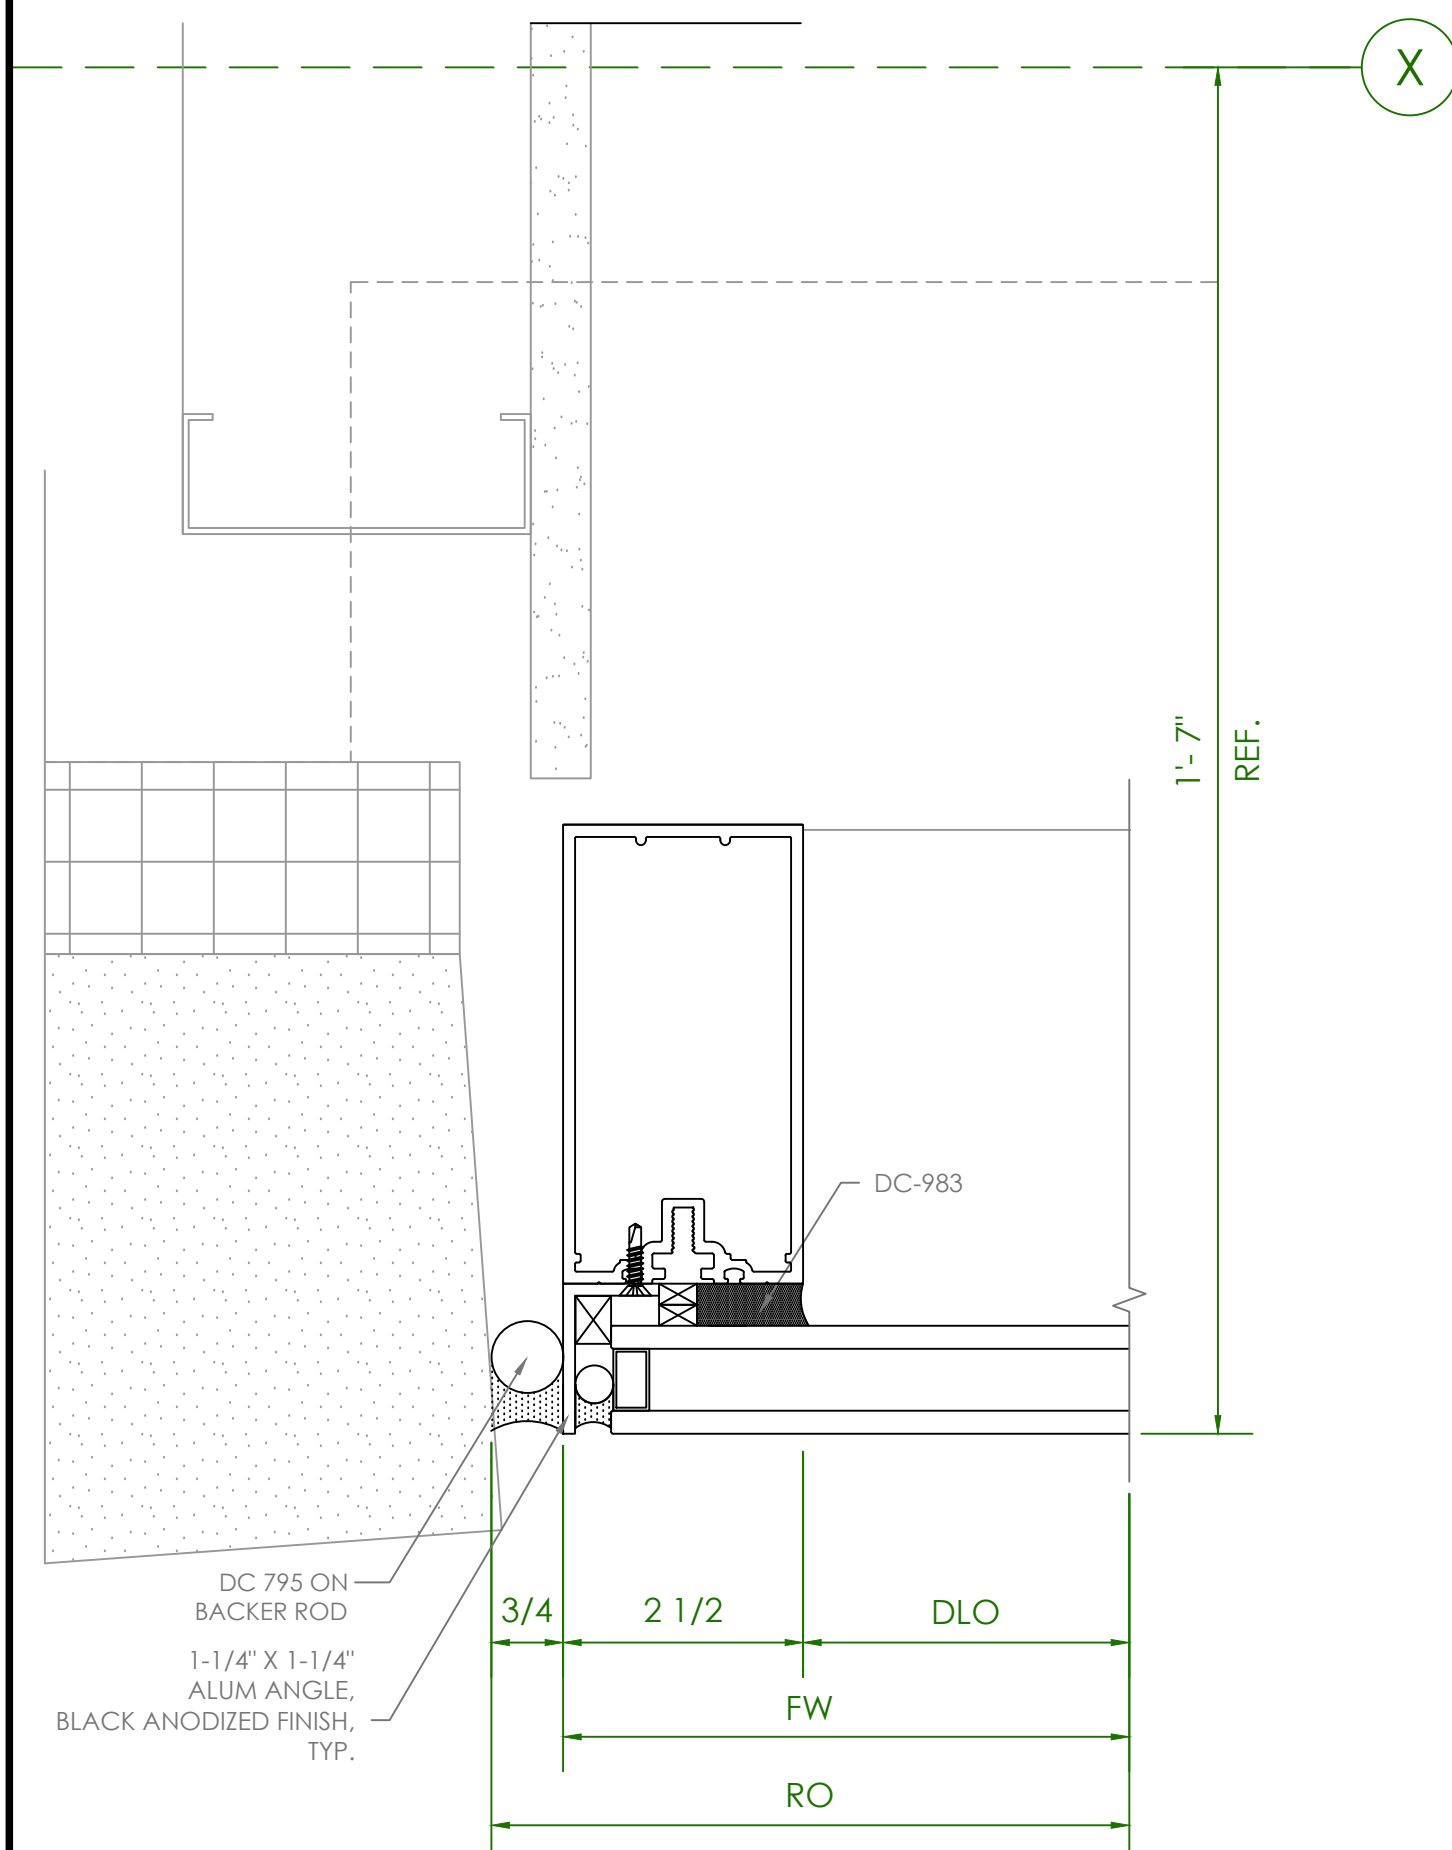 X
1'- 7"
REF.
DC-983
DC 795 ON
BACKER ROD
1-1/4" X 1-1/4"
ALUM ANGLE,
BLACK ANODIZED FINISH,
TYP.
3/4
2 1/2
DLO
FW
RO